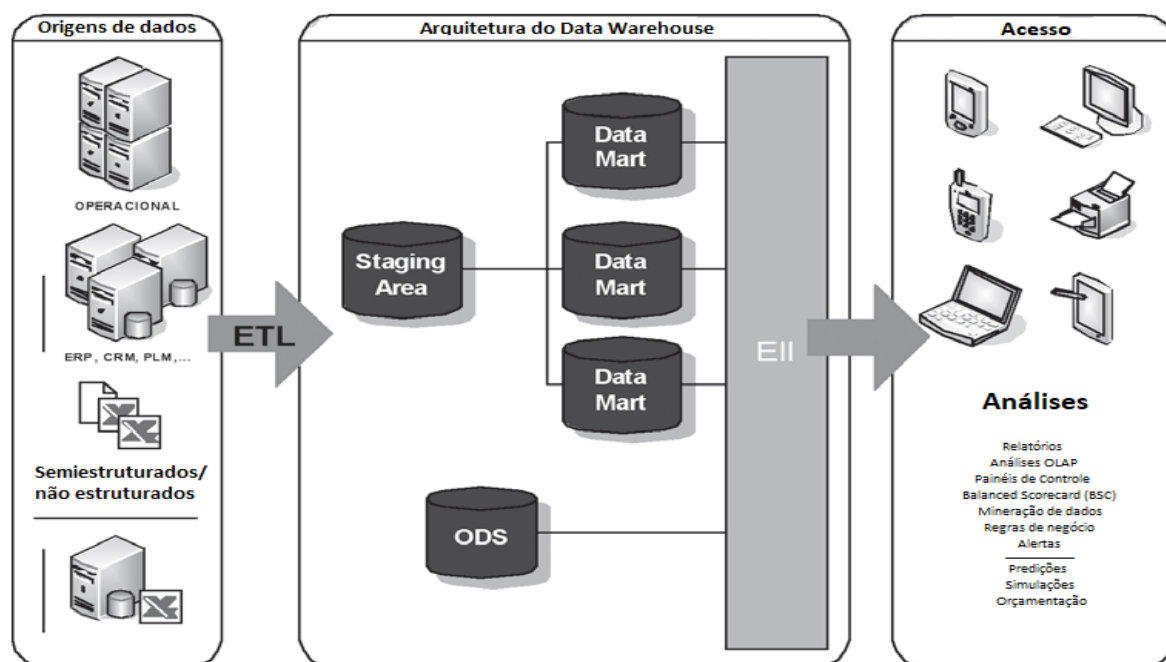 Origens de dados
OPERACIONAL
ERP, CRM, PLM,...
Semiestruturados/
não estruturados
ETL
Arquitetura do Data Warehouse
Staging
Area
Data
Mart
Data
Mart
Data
Mart
ODS
EII
Acesso
Análises
Relatórios
Análises OLAP
Painéis de Controle
Balanced Scorecard (BSC)
Mineração de dados
Regras de negócio
Alertas
Predições
Simulações
Orçamentação